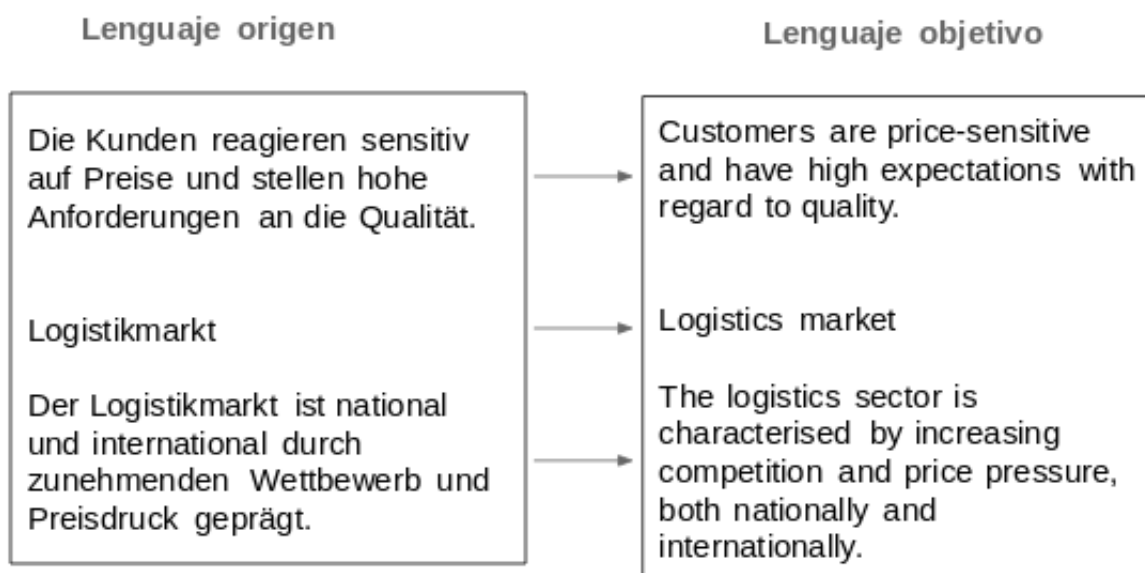 Lenguaje origen
Lenguaje objetivo
Die Kunden reagieren sensitiv
auf Preise und stellen hohe
Anforderungen an die Qualität.
Logistikmarkt
Der Logistikmarkt ist national
und international durch
zunehmenden Wettbewerb und
Preisdruck geprägt.
Customers are price-sensitive
and have high expectations with
regard to quality.
Logistics market
The logistics sector is
characterised by increasing
competition and price pressure,
both nationally and
internationally.